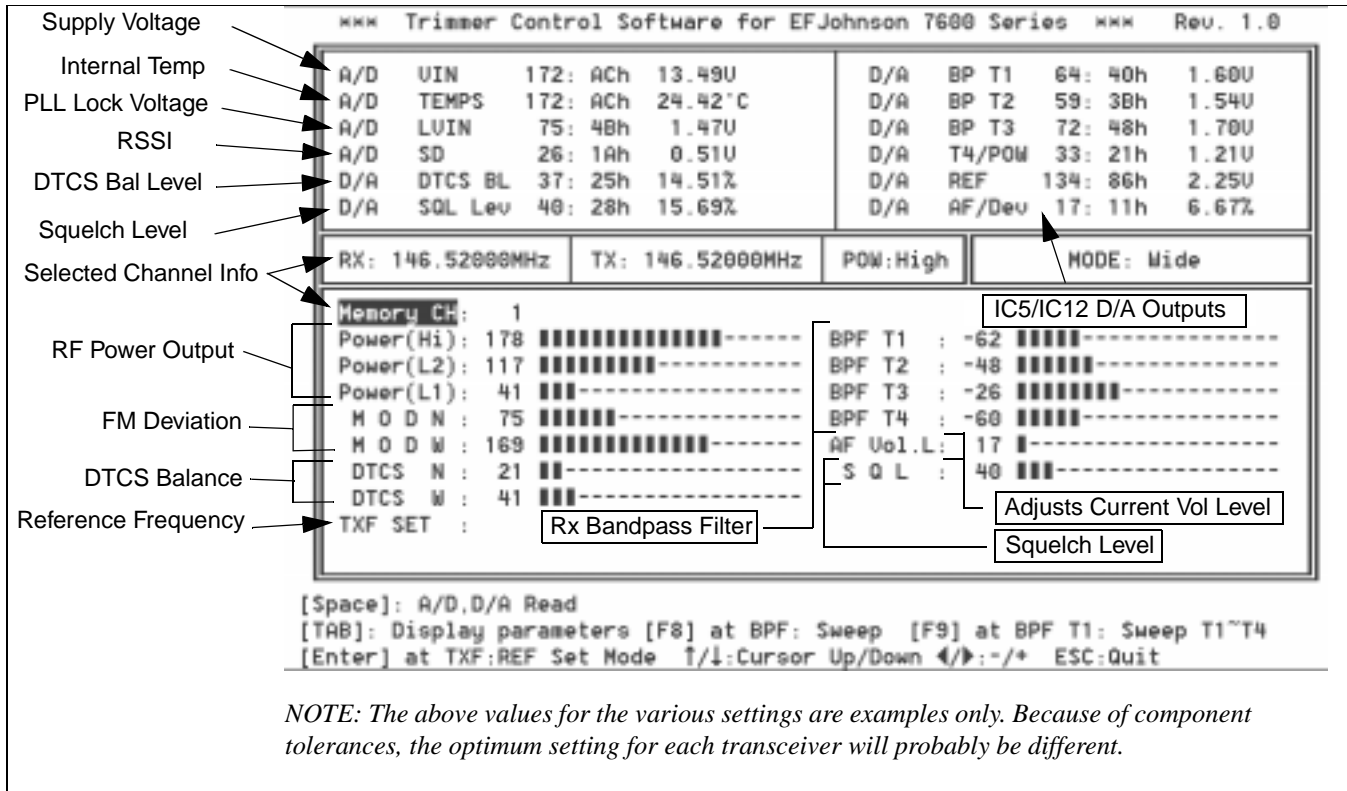 *** Trimmer Control Software for EFJohnson 7600 Series *** Rev. 1.0
Supply Voltage
Internal Temp
PLL Lock Voltage
RSSI
DTCS Bal Level
Squelch Level
Selected Channel Info
RF Power Output
FM Deviation
DTCS Balance
Reference Frequency
A/D VIN 172: ACh 13.49V
A/D TEMPS 172: ACh 24.42°C
A/D LVIN 75: 4Bh 1.47V
A/D SD 26: 1Ah 0.51V
D/A DTCS BL 37: 25h 14.51%
D/A SQL Lev 40: 28h 15.69%
D/A BP T1 64: 40h 1.60V
D/A BP T2 59: 3Bh 1.54V
D/A BP T3 72: 48h 1.70V
D/A T4/POW 33: 21h 1.21V
D/A REF 134: 86h 2.25V
D/A AF/Dev 17: 11h 6.67%
RX: 146.52000MHz TX: 146.52000MHz POW:High MODE: Wide
IC5/IC12 D/A Outputs
Memory CH: 1
Power(Hi): 178
Power(L2): 117
Power(L1): 41
M O D N : 75
M O D W : 169
DTCS N : 21
DTCS W : 41
TXF SET :
BPF T1 : -62
BPF T2 : -48
BPF T3 : -26
BPF T4 : -60
AF Vol.L: 17
S Q L : 40
Rx Bandpass Filter
Adjusts Current Vol Level
Squelch Level
[Space]: A/D,D/A Read
[TAB]: Display parameters [F8] at BPF: Sweep [F9] at BPF T1: Sweep T1~T4
[Enter] at TXF:REF Set Mode ↑/↓:Cursor Up/Down ◀/▶:-/+ ESC:Quit
NOTE: The above values for the various settings are examples only. Because of component
tolerances, the optimum setting for each transceiver will probably be different.